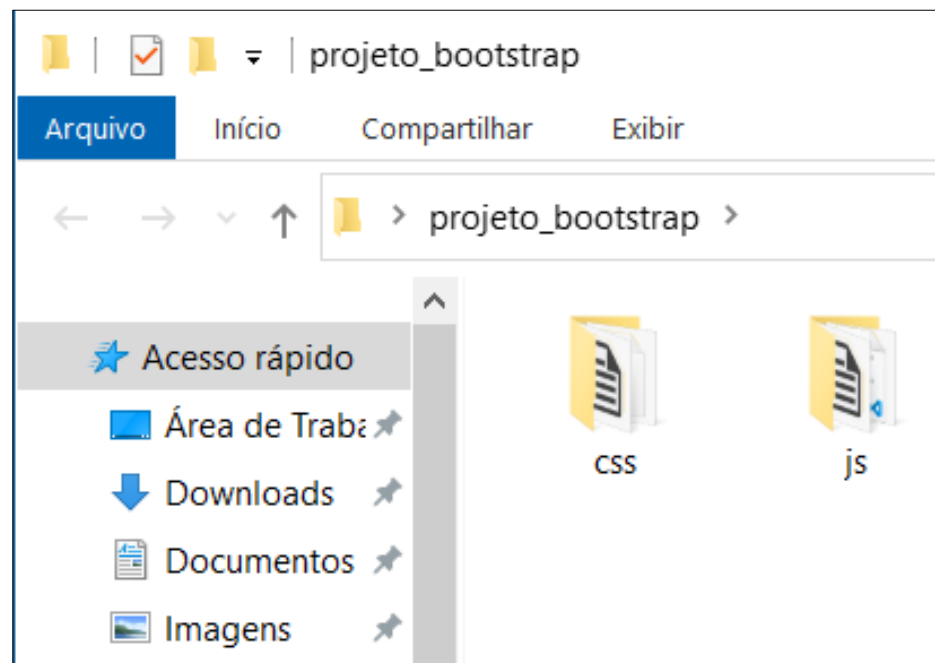 projeto_bootstrap
Arquivo Início Compartilhar Exibir
projeto_bootstrap
Acesso rápido
Área de Traba
Downloads
Documentos
Imagens
css js